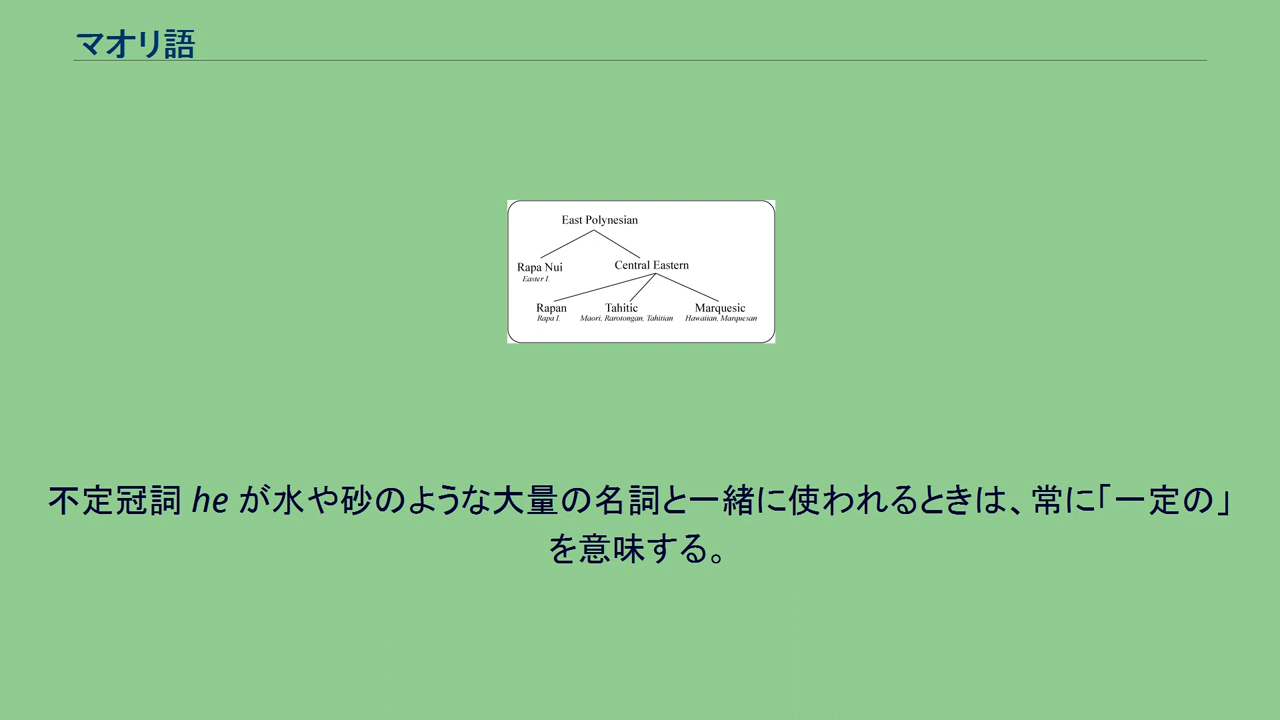 マオリ語
East Polynesian
Rapa Nui
Easter I.
Central Eastern
Rapan
Rapa I.
Tahitic
Maori, Rarotongan, Tahitian
Marquesic
Hawaiian, Marquesan
不定冠詞 he が水や砂のような大量の名詞と一緒に使われるときは、常に「一定の」
を意味する。